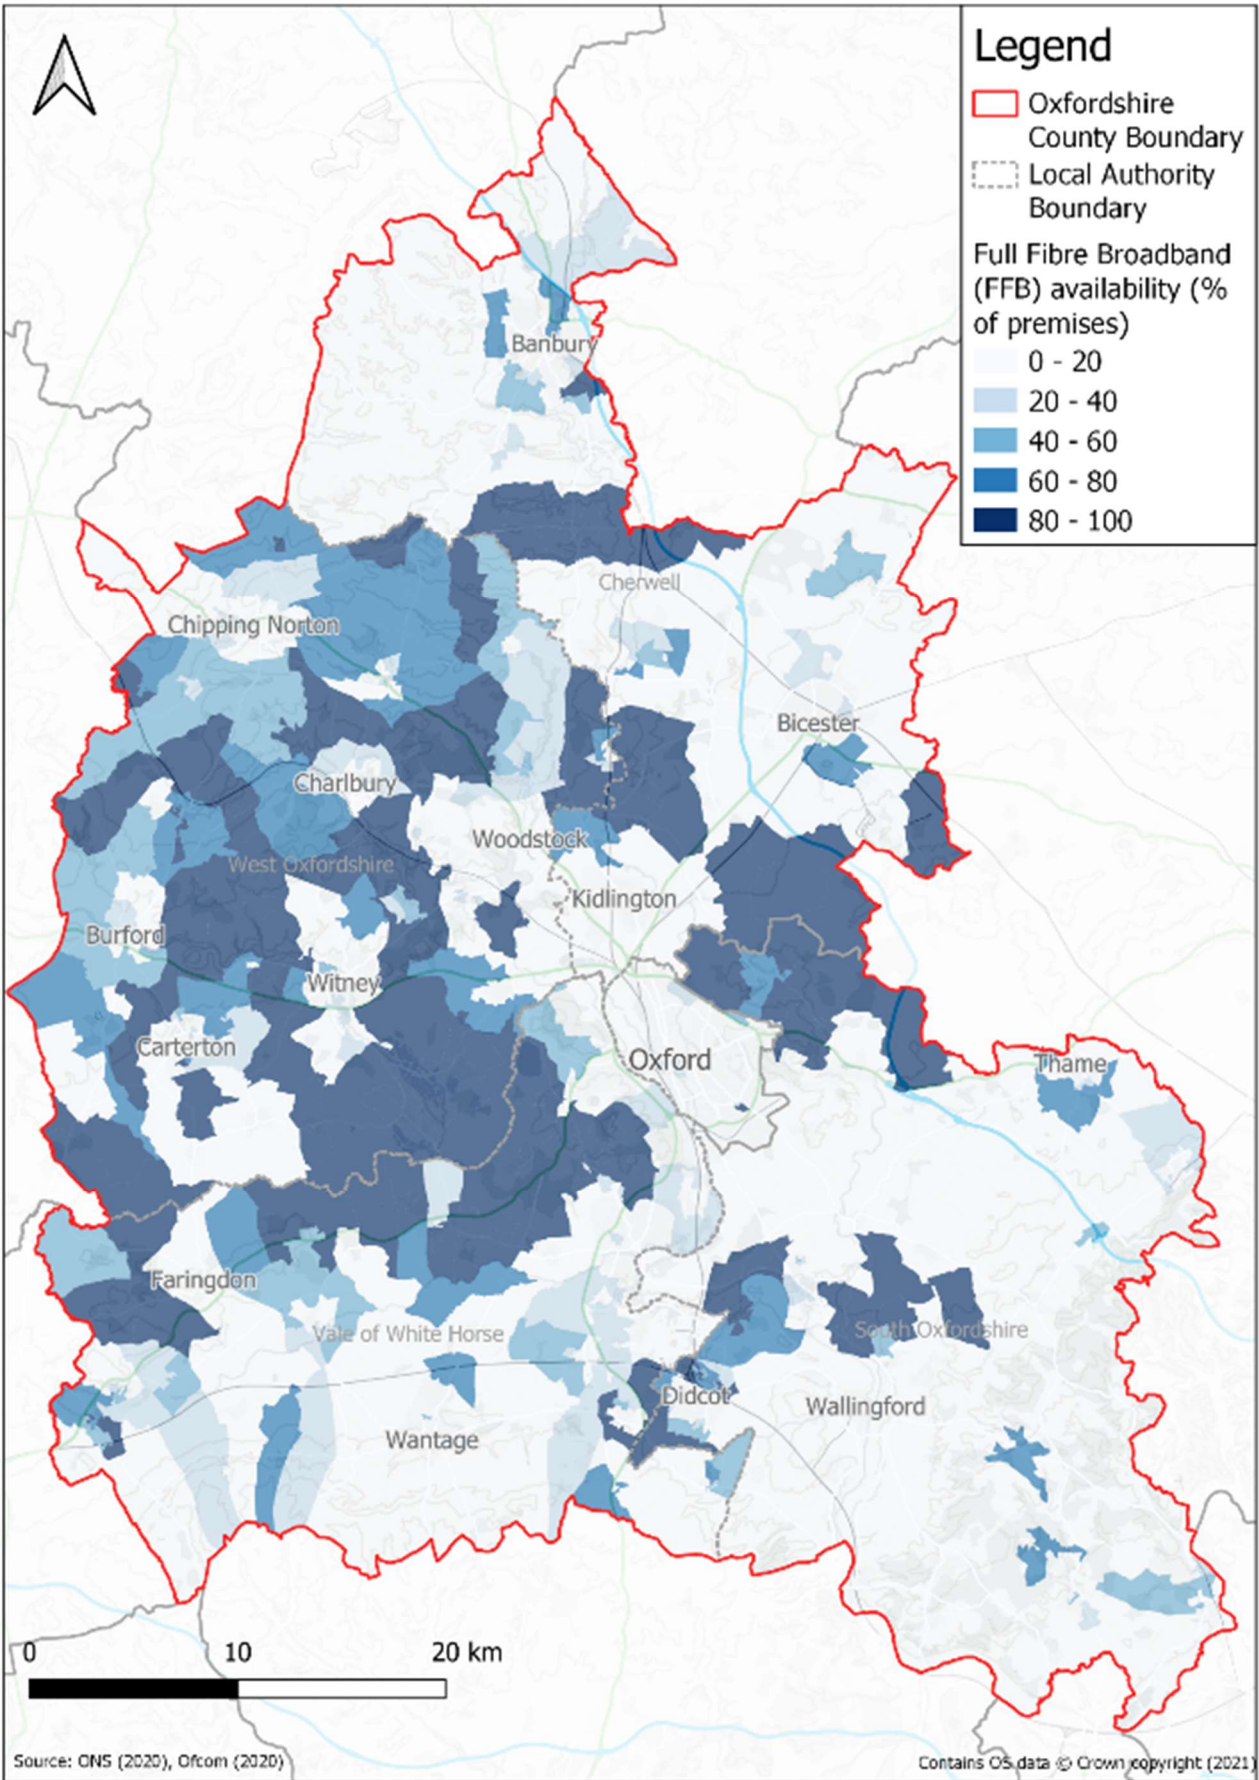 Legend
Oxfordshire
County Boundary
Local Authority
Boundary
Full Fibre Broadband
(FFB) availability (%
of premises)
0 - 20
20 - 40
40 - 60
60 - 80
80 - 100
Banbury
Cherwell
Chipping Norton
Bicester
Charlbury
Woodstock
West Oxfordshire
Kidlington
Burford
Witney
Carterton
Oxford
Thame
Faringdon
Vale of White Horse
South Oxfordshire
Didcot
Wallingford
Wantage
0 10 20 km
Source: ONS (2020), Ofcom (2020)
Contains OS data © Crown copyright (2021)